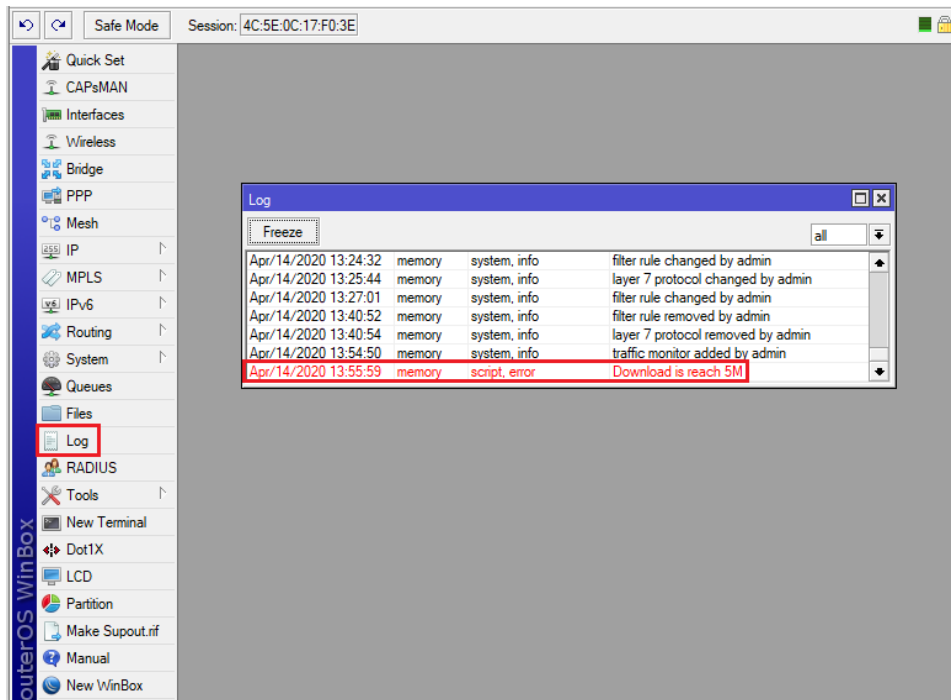 Safe Mode Session: 4C:5E:0C:17:F0:3E
Quick Set
CAPsMAN
Interfaces
Wireless
Bridge
PPP
Mesh
255 IP
MPLS
v6 IPv6
Routing
System
Queues
Files
Log
RADIUS
Tools
New Terminal
Dot1X
LCD
Partition
Make Supout.rif
Manual
New WinBox
outerOS WinBox
Log
Freeze all
Apr/14/2020 13:24:32 memory system, info filter rule changed by admin
Apr/14/2020 13:25:44 memory system, info layer 7 protocol changed by admin
Apr/14/2020 13:27:01 memory system, info filter rule changed by admin
Apr/14/2020 13:40:52 memory system, info filter rule removed by admin
Apr/14/2020 13:40:54 memory system, info layer 7 protocol removed by admin
Apr/14/2020 13:54:50 memory system, info traffic monitor added by admin
Apr/14/2020 13:55:59 memory script, error Download is reach 5M